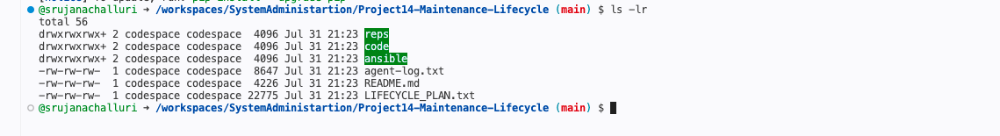 @srujanachalluri → /workspaces/SystemAdministartion/Project14-Maintenance-Lifecycle (main) $ ls -lr
total 56
drwxrwxrwx+ 2 codespace codespace  4096 Jul 31 21:23 reps
drwxrwxrwx+ 2 codespace codespace  4096 Jul 31 21:23 code
drwxrwxrwx+ 2 codespace codespace  4096 Jul 31 21:23 ansible
-rw-rw-rw-  1 codespace codespace  8647 Jul 31 21:23 agent-log.txt
-rw-rw-rw-  1 codespace codespace  4226 Jul 31 21:23 README.md
-rw-rw-rw-  1 codespace codespace 22775 Jul 31 21:23 LIFECYCLE_PLAN.txt
@srujanachalluri → /workspaces/SystemAdministartion/Project14-Maintenance-Lifecycle (main) $